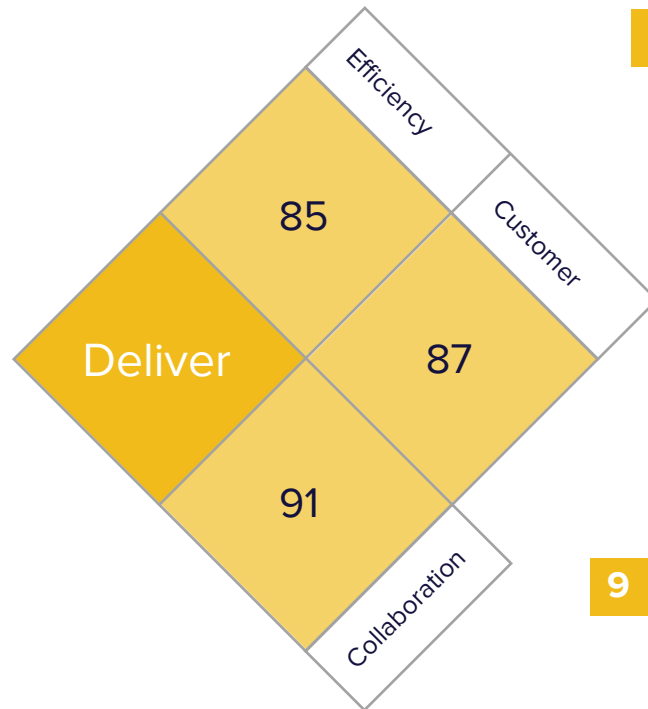 Efficiency
85
Customer
Deliver
87
91
Collaboration
9